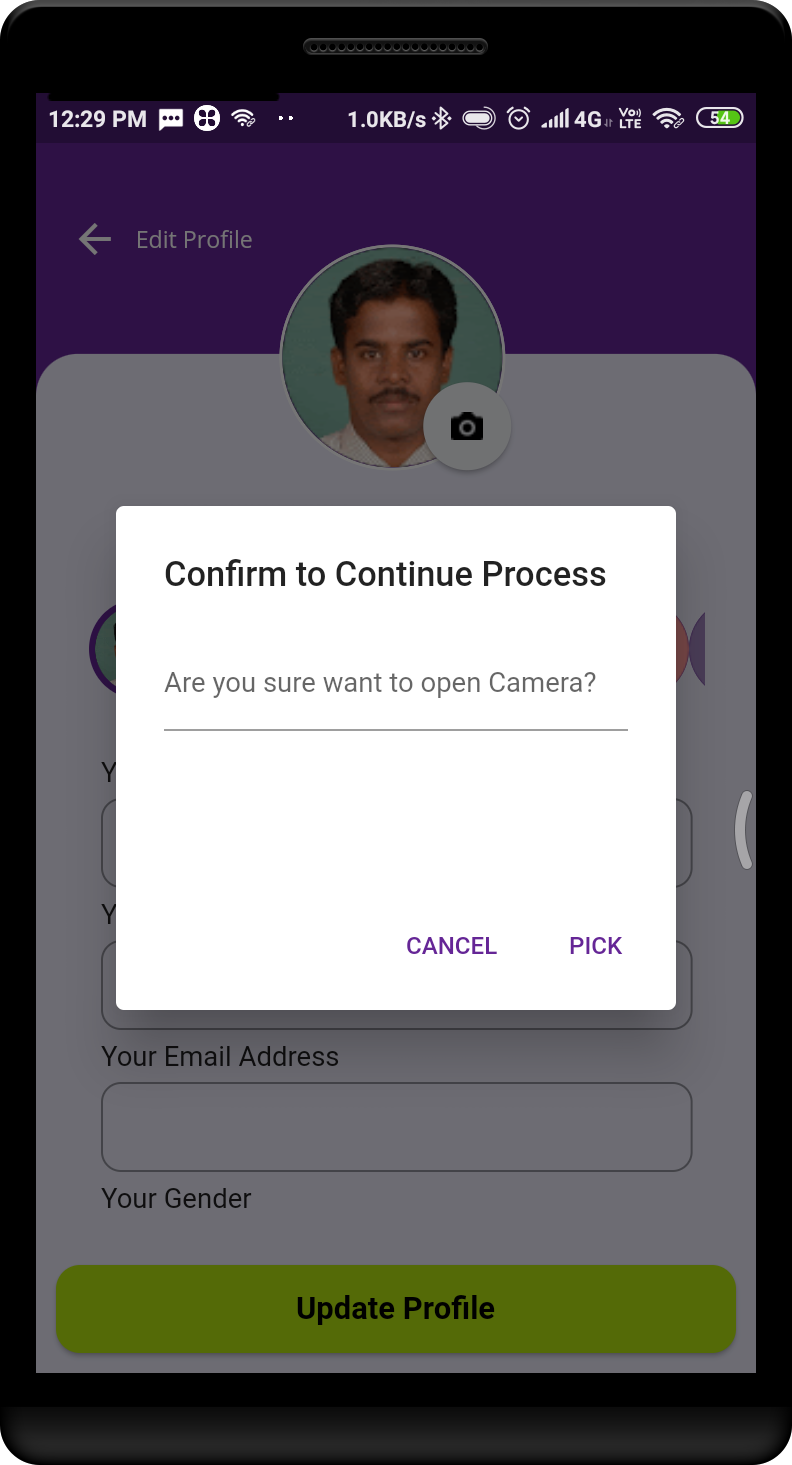 12:29 PM 1.0KB/s 4G Vo) LTE 54
Edit Profile
Confirm to Continue Process
Are you sure want to open Camera?
Y
Y
CANCEL PICK
Your Email Address
Your Gender
Update Profile